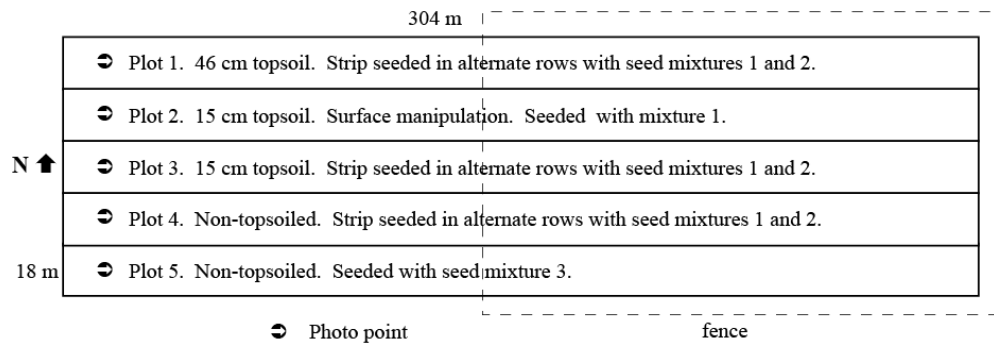 304 m
Plot 1. 46 cm topsoil. Strip seeded in alternate rows with seed mixtures 1 and 2.
Plot 2. 15 cm topsoil. Surface manipulation. Seeded with mixture 1.
N
Plot 3. 15 cm topsoil. Strip seeded in alternate rows with seed mixtures 1 and 2.
Plot 4. Non-topsoiled. Strip seeded in alternate rows with seed mixtures 1 and 2.
18 m
Plot 5. Non-topsoiled. Seeded with seed mixture 3.
Photo point
fence